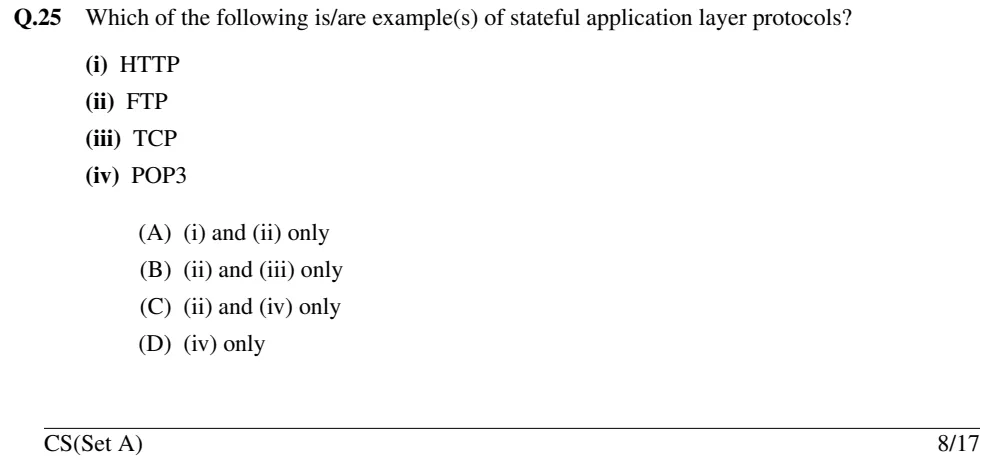 Q.25 Which of the following is/are example(s) of stateful application layer protocols?
(i) HTTP
(ii) FTP
(iii) TCP
(iv) POP3
(A) (i) and (ii) only
(B) (ii) and (iii) only
(C) (ii) and (iv) only
(D) (iv) only
CS(Set A) 8/17